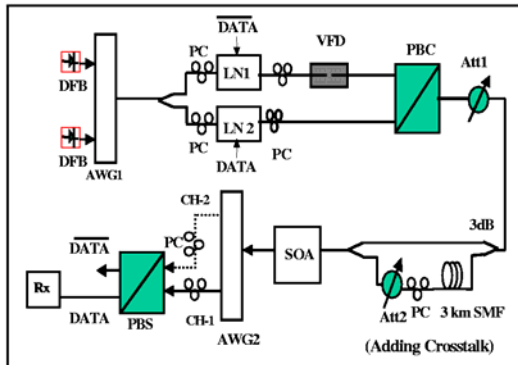 DATA
VFD
PBC
PC
LN1
Att1
DFB
LN 2
PC
PC
DFB
DATA
AWG1
CH-2
3dB
DATA
PC
SOA
Rx
DATA
PBS
CH-1
AWG2
Att2
PC
3 km SMF
(Adding Crosstalk)